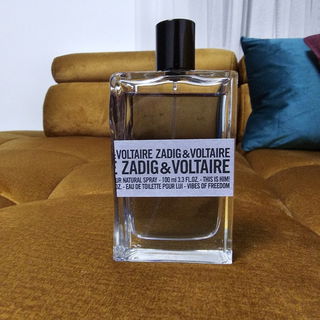 &VOLTAIRE ZADIG&VOLTAIRE
E ZADIG&VOLTAIRE
UR NATURAL SPRAY - 100 ml 3.3 FL.OZ. - THIS IS HIM!
OZ. - EAU DE TOILETTE POUR LUI - VIBES OF FREEDOM